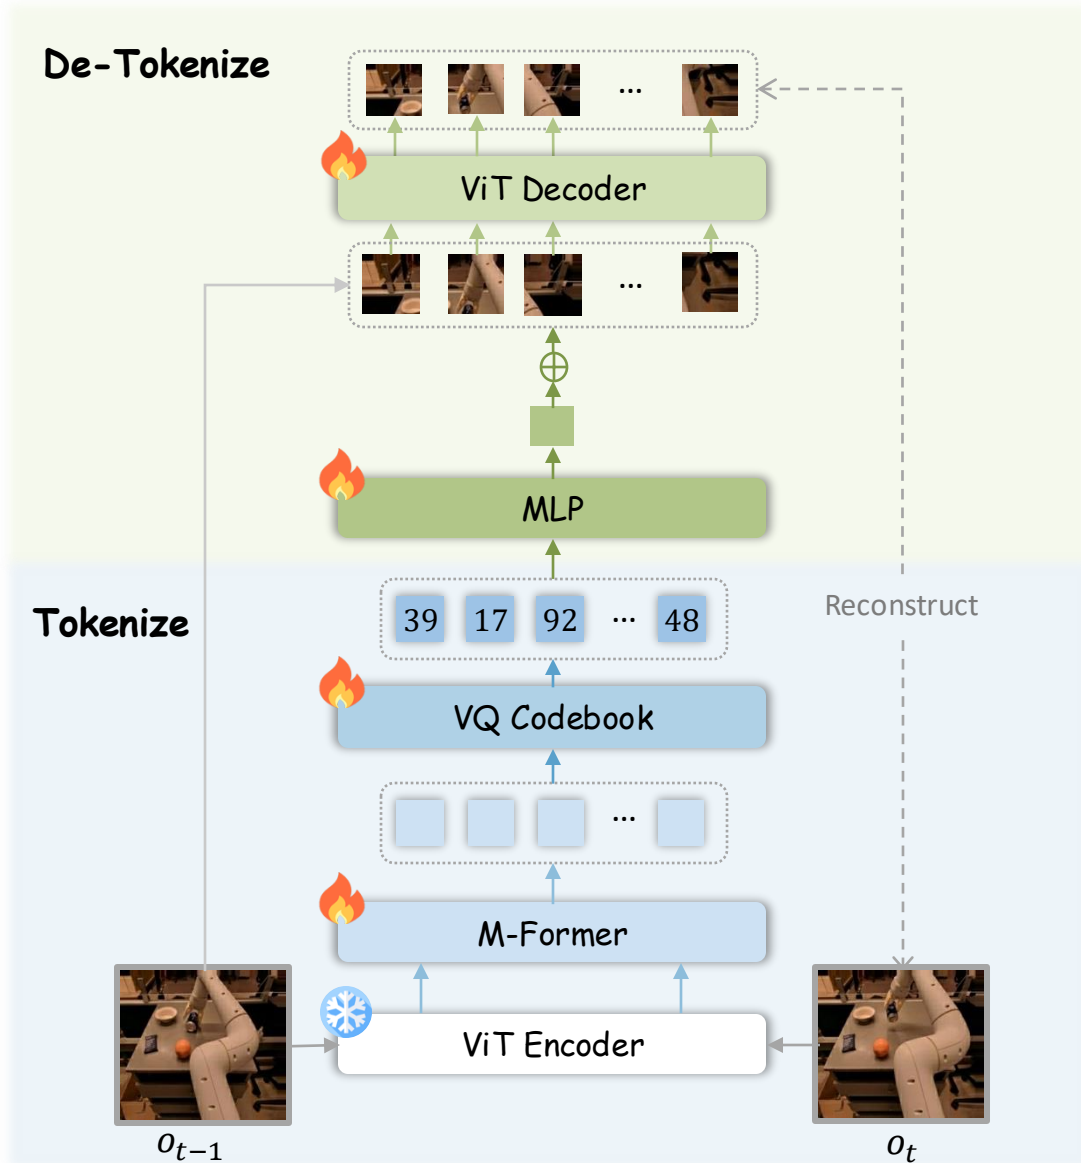 De-Tokenize
...
ViT Decoder
...
MLP
Tokenize
39 17 92 ... 48
Reconstruct
VQ Codebook
...
M-Former
ViT Encoder
o_{t-1}
o_t